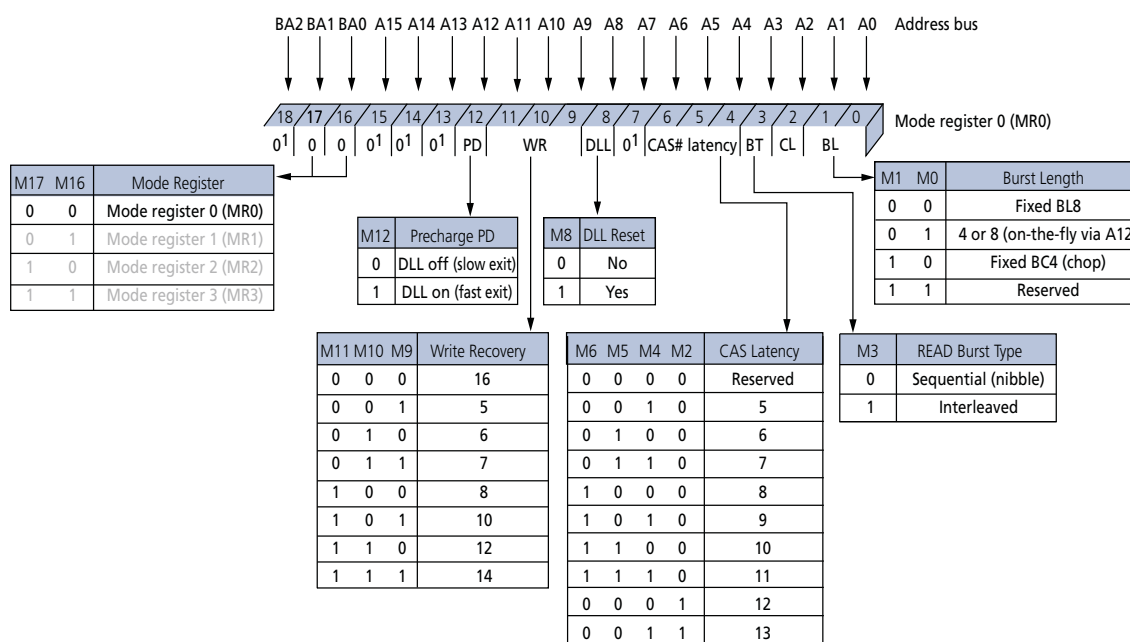 BA2 BA1 BA0 A15 A14 A13 A12 A11 A10 A9 A8 A7 A6 A5 A4 A3 A2 A1 A0 Address bus
18 17 16 15 14 13 12 11 10 9 8 7 6 5 4 3 2 1 0 Mode register 0 (MR0)
0¹ 0 0 0¹ 0¹ 0¹ PD WR DLL 0¹ CAS# latency BT CL BL
M17 M16 Mode Register
0 0 Mode register 0 (MR0)
0 1 Mode register 1 (MR1)
1 0 Mode register 2 (MR2)
1 1 Mode register 3 (MR3)
M12 Precharge PD
0 DLL off (slow exit)
1 DLL on (fast exit)
M8 DLL Reset
0 No
1 Yes
M1 M0 Burst Length
0 0 Fixed BL8
0 1 4 or 8 (on-the-fly via A12
1 0 Fixed BC4 (chop)
1 1 Reserved
M11 M10 M9 Write Recovery
0 0 0 16
0 0 1 5
0 1 0 6
0 1 1 7
1 0 0 8
1 0 1 10
1 1 0 12
1 1 1 14
M6 M5 M4 M2 CAS Latency
0 0 0 0 Reserved
0 0 1 0 5
0 1 0 0 6
0 1 1 0 7
1 0 0 0 8
1 0 1 0 9
1 1 0 0 10
1 1 1 0 11
0 0 0 1 12
0 0 1 1 13
M3 READ Burst Type
0 Sequential (nibble)
1 Interleaved